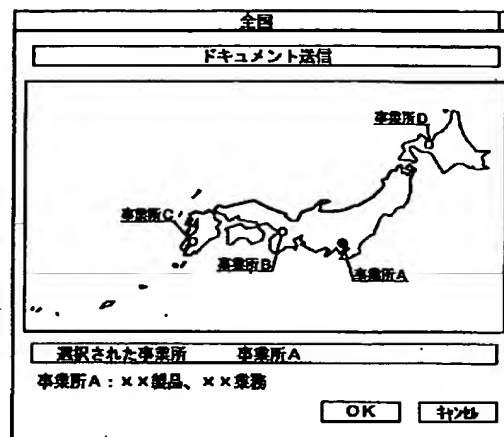 全国
ドキュメント送信
事業所D
事業所C
事業所B
事業所A
選択された事業所 事業所A
事業所A：××製品、××業務
OK キャンセル